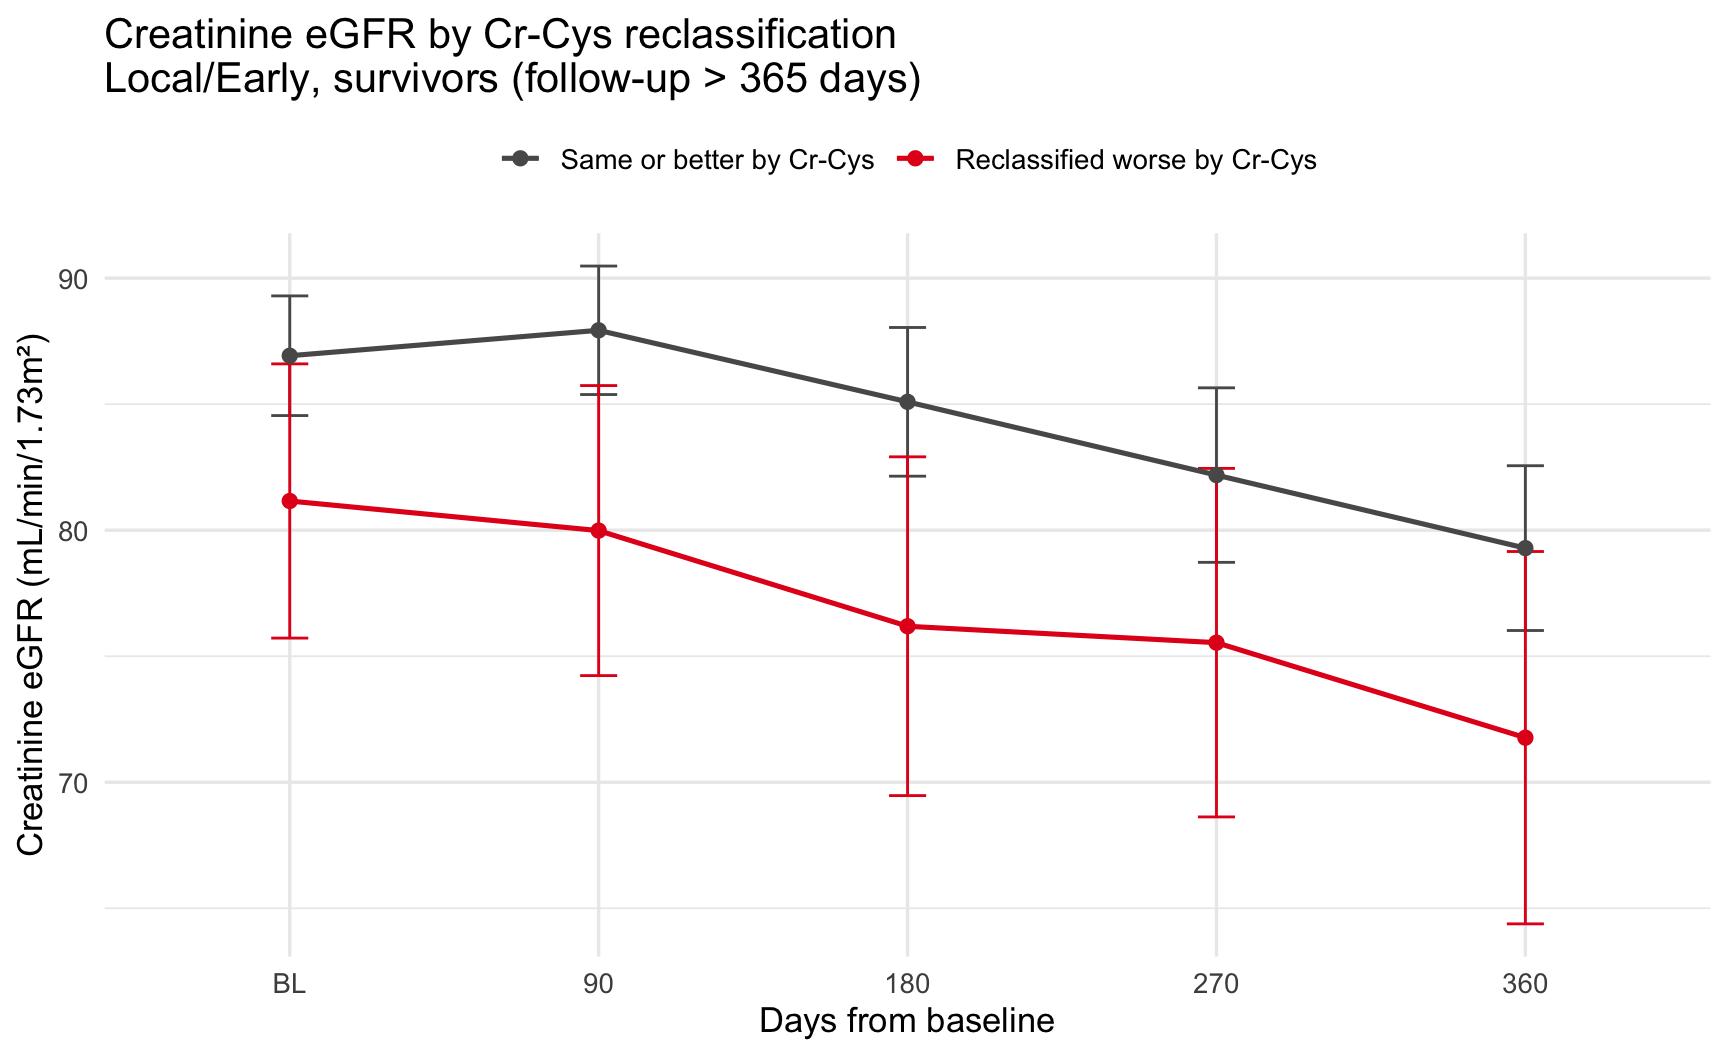 Creatinine eGFR by Cr-Cys reclassification
Local/Early, survivors (follow-up > 365 days)
Same or better by Cr-Cys
Reclassified worse by Cr-Cys
Creatinine eGFR (mL/min/1.73m²)
90
80
70
BL
90
180
270
360
Days from baseline